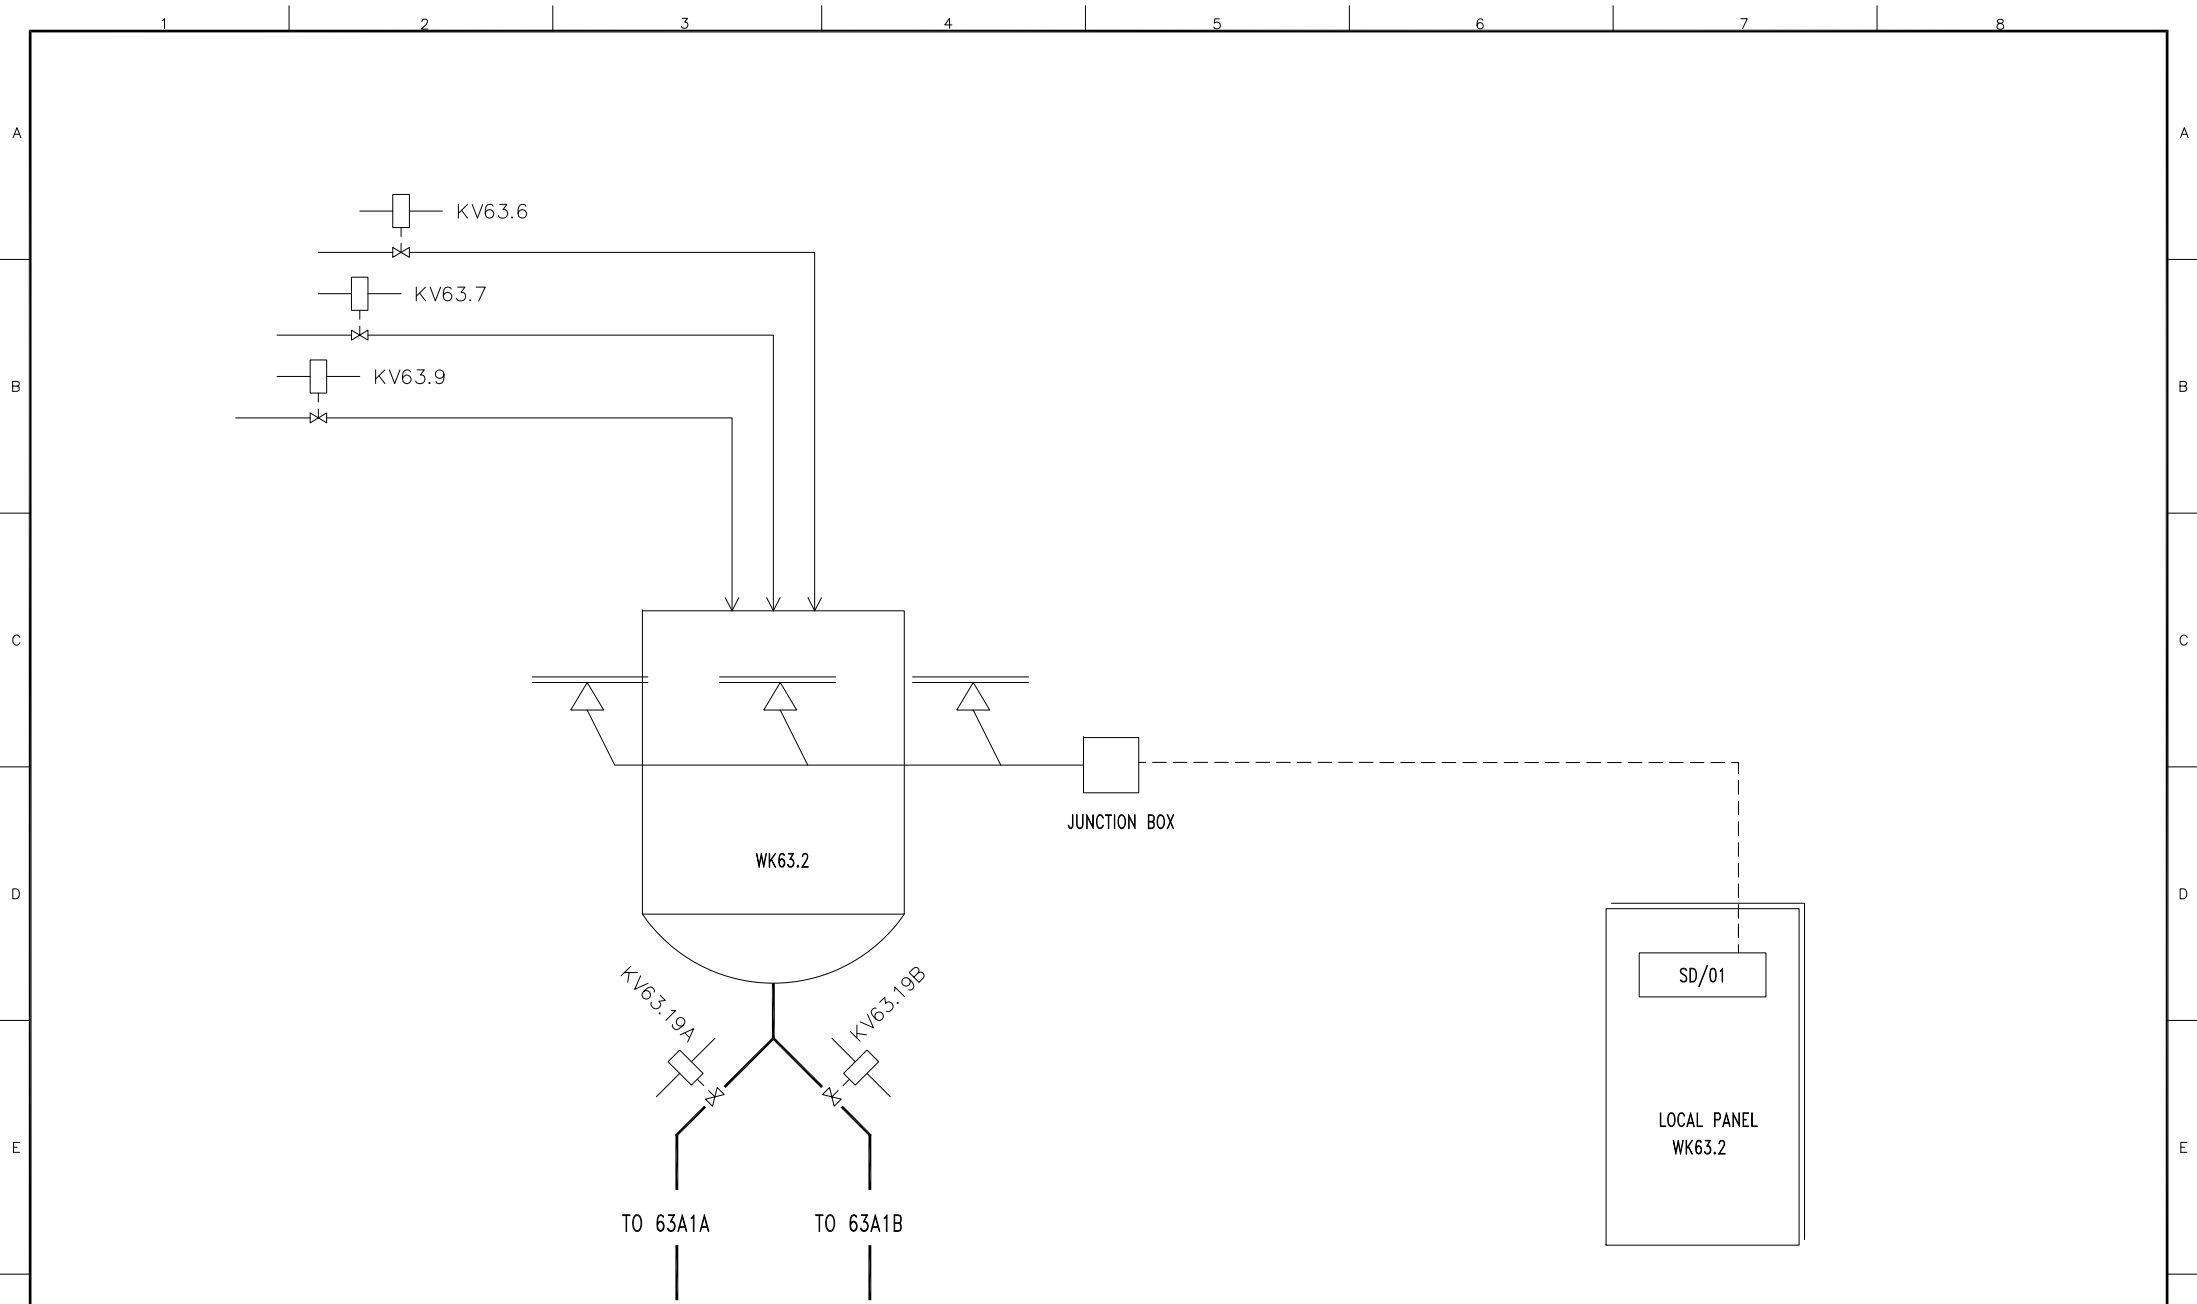 1 2 3 4 5 6 7 8
A A
KV63.6
KV63.7
KV63.9
B B
C C
JUNCTION BOX
WK63.2
D D
SD/01
KV63.19A
KV63.19B
LOCAL PANEL
WK63.2
E E
TO 63A1A
TO 63A1B